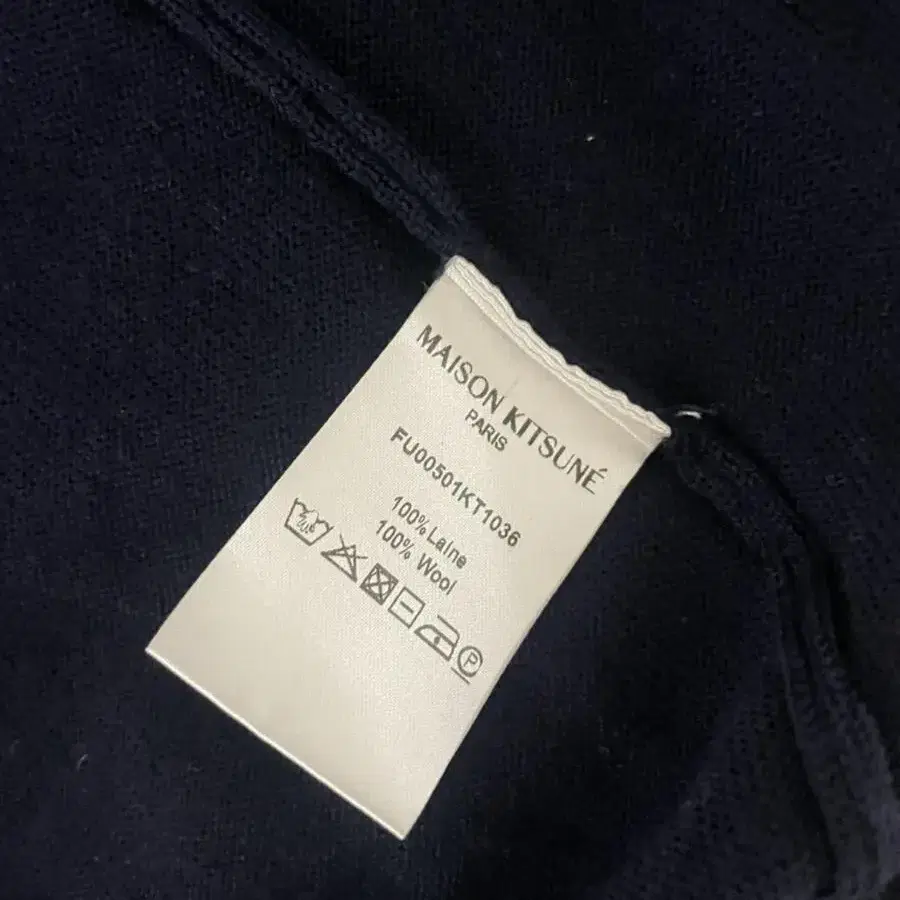 MAISON KITSUNÉ
PARIS
FU00501KT1036
100% Laine
100% Wool
P